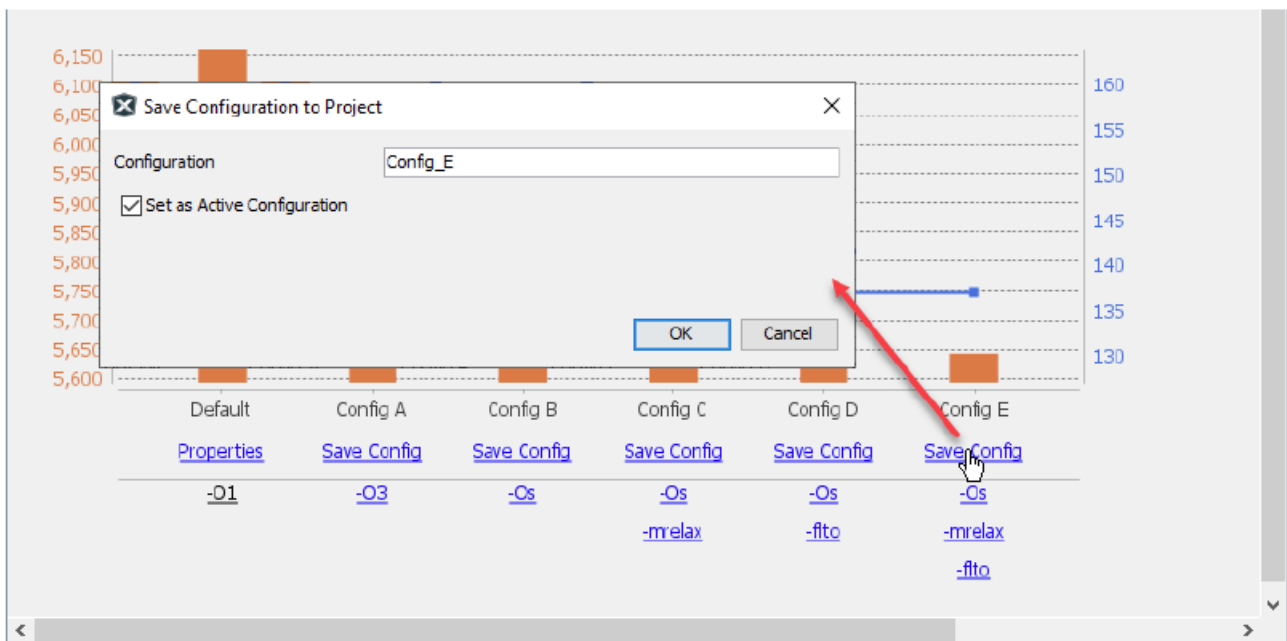 6,150
6,100
160
Save Configuration to Project
6,050
155
6,000
Configuration
Config_E
5,950
150
5,900
Set as Active Configuration
145
5,850
5,800
140
5,750
135
5,700
OK
Cancel
5,650
130
5,600
Default Config A Config B Config C Config D Config E
Properties Save Config Save Config Save Config Save Config Save Config
-O1 -O3 -Os -Os -Os -Os
-mrelax -flto -mrelax
-flto